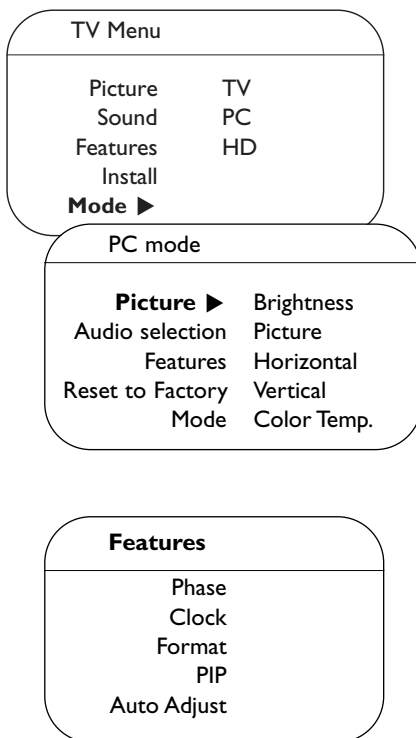 TV Menu
Picture TV
Sound PC
Features HD
Install
Mode ▶
PC mode
Picture ▶ Brightness
Audio selection Picture
Features Horizontal
Reset to Factory Vertical
Mode Color Temp.
Features
Phase
Clock
Format
PIP
Auto Adjust